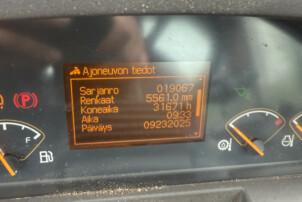 Ajoneuvon tiedot
Sarjanro 019067
Renkaat 5561.0 mm
Koneaika 31671 h
Aika 09:33
Päiväys 09232025
F